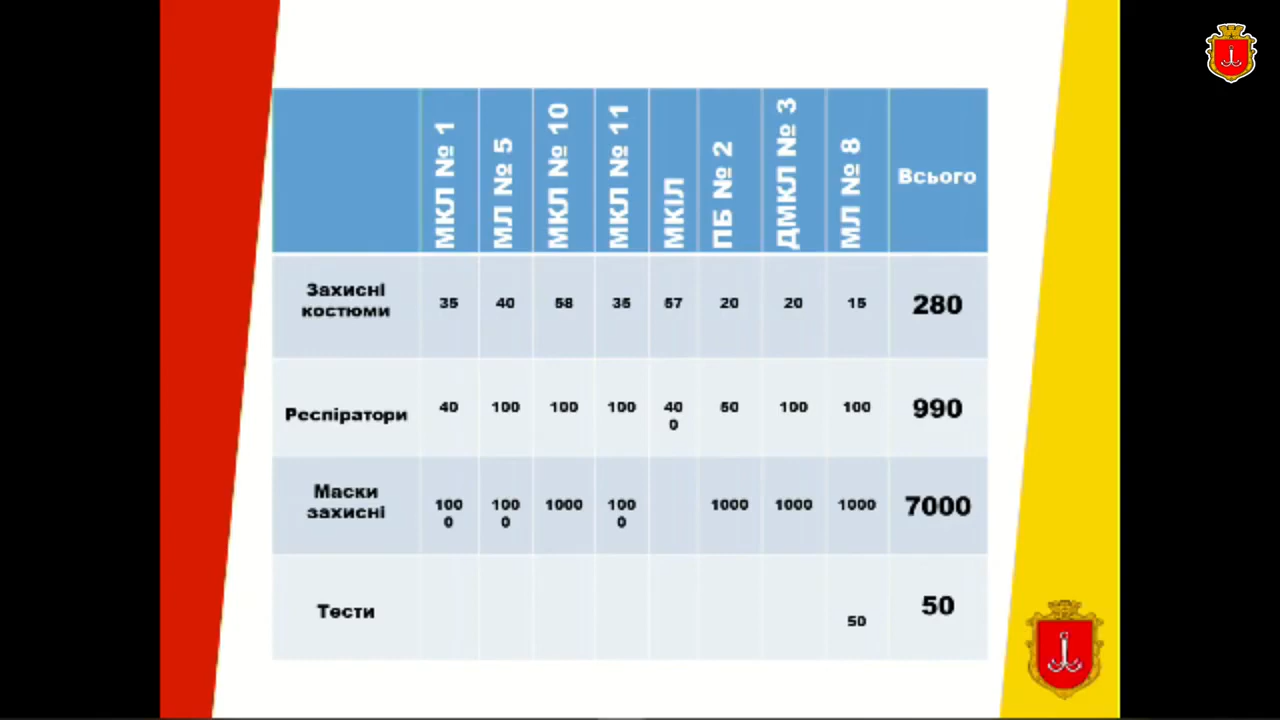 МКЛ № 1
МЛ № 5
МКЛ № 10
МКЛ № 11
МКІЛ
ПБ № 2
ДМКЛ № 3
МЛ № 8
Всього
Захисні
костюми
35
40
58
35
57
20
20
15
280
Респіратори
40
100
100
100
40
0
50
100
100
990
Маски
захисні
100
0
100
0
1000
100
0
1000
1000
1000
7000
Тести
50
50